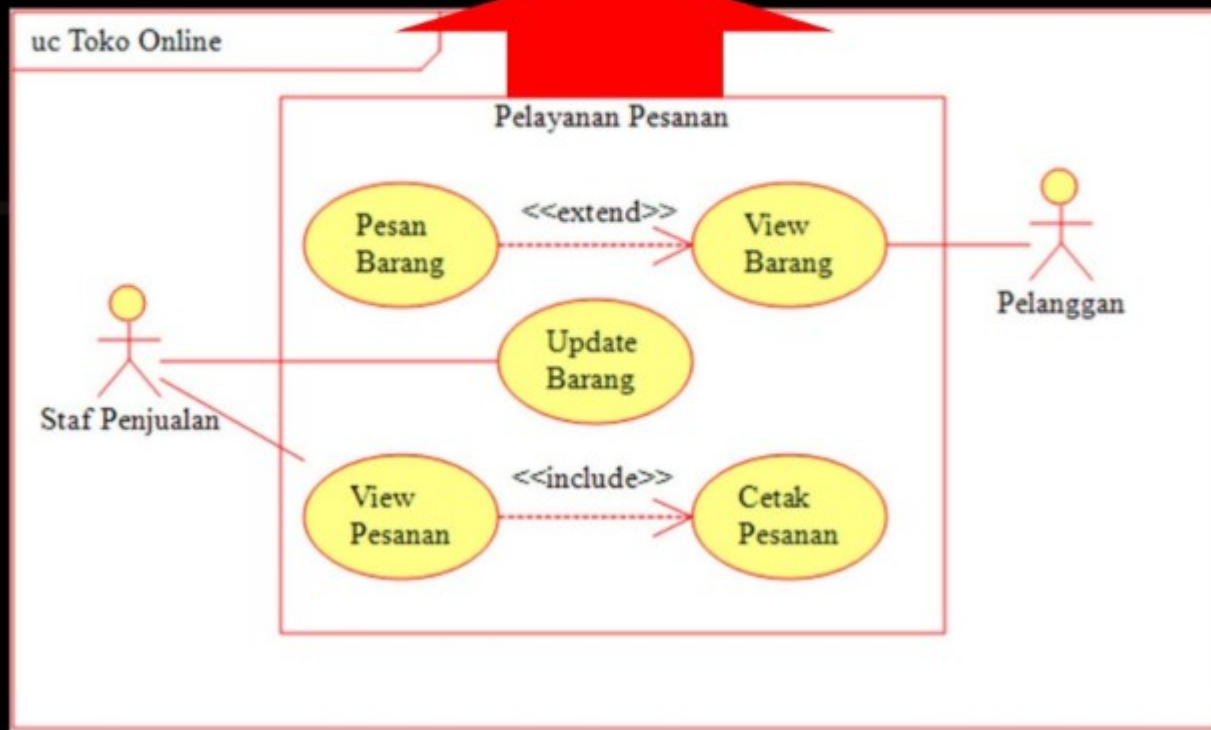 uc Toko Online
Pelayanan Pesanan
Pesan
Barang
<<extend>>
View
Barang
Pelanggan
Update
Barang
Staf Penjualan
View
Pesanan
<<include>>
Cetak
Pesanan